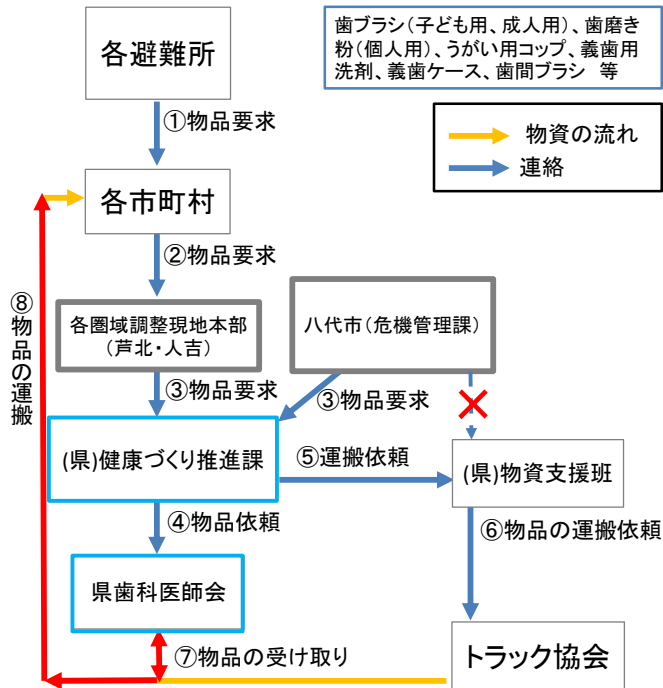 各避難所
歯ブラシ(子ども用、成人用)、歯磨き
粉(個人用)、うがい用コップ、義歯用
洗剤、義歯ケース、歯間ブラシ 等
①物品要求
物資の流れ
連絡
各市町村
②物品要求
各圏域調整現地本部
(芦北・人吉)
八代市(危機管理課)
③物品要求
③物品要求
⑧物品の運搬
(県)健康づくり推進課
⑤運搬依頼
(県)物資支援班
④物品依頼
⑥物品の運搬依頼
県歯科医師会
⑦物品の受け取り
トラック協会